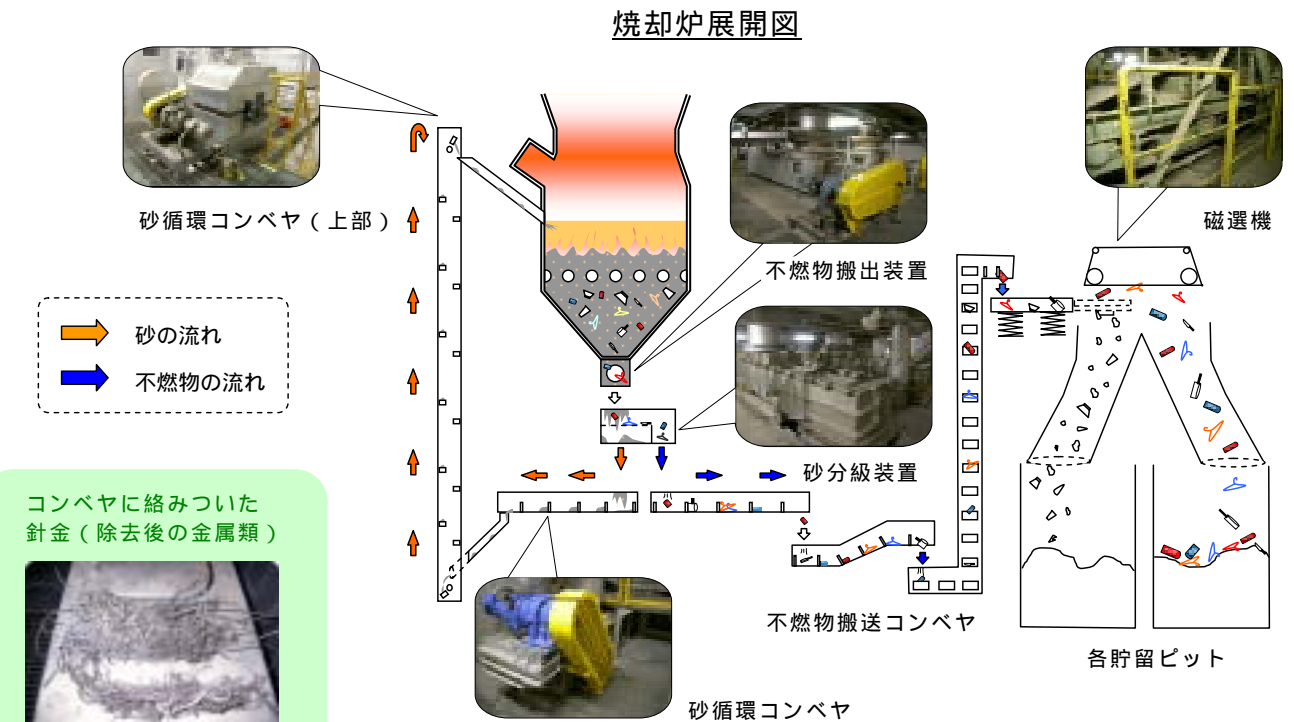 焼却炉展開図
砂循環コンベヤ（上部）
不燃物搬出装置
磁選機
砂の流れ
不燃物の流れ
砂分級装置
コンベヤに絡みついた
針金（除去後の金属類）
不燃物搬送コンベヤ
各貯留ピット
砂循環コンベヤ